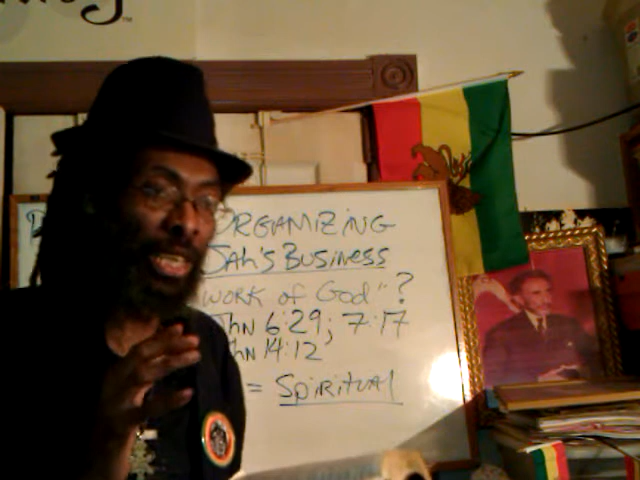 ORGANIZING
JAH'S BUSINESS
WORK of GOD"?
6:29; 7:17
14:12
= SPIRITUAL